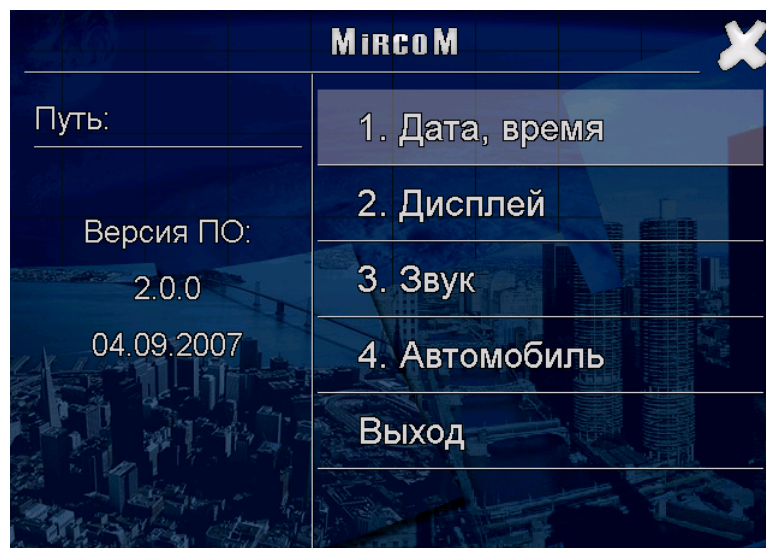 MiRCOM
Путь:
Версия ПО:
2.0.0
04.09.2007
1. Дата, время
2. Дисплей
3. Звук
4. Автомобиль
Выход